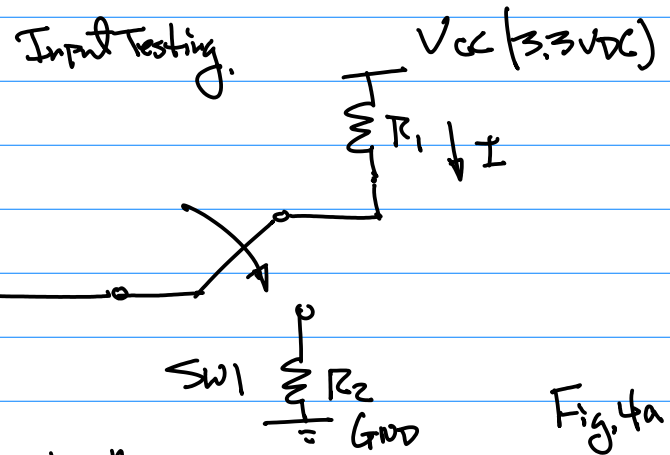 Input Testing.
Vcc (3.3VDC)
R1
I
SW1
R2
GND
Fig. 4a